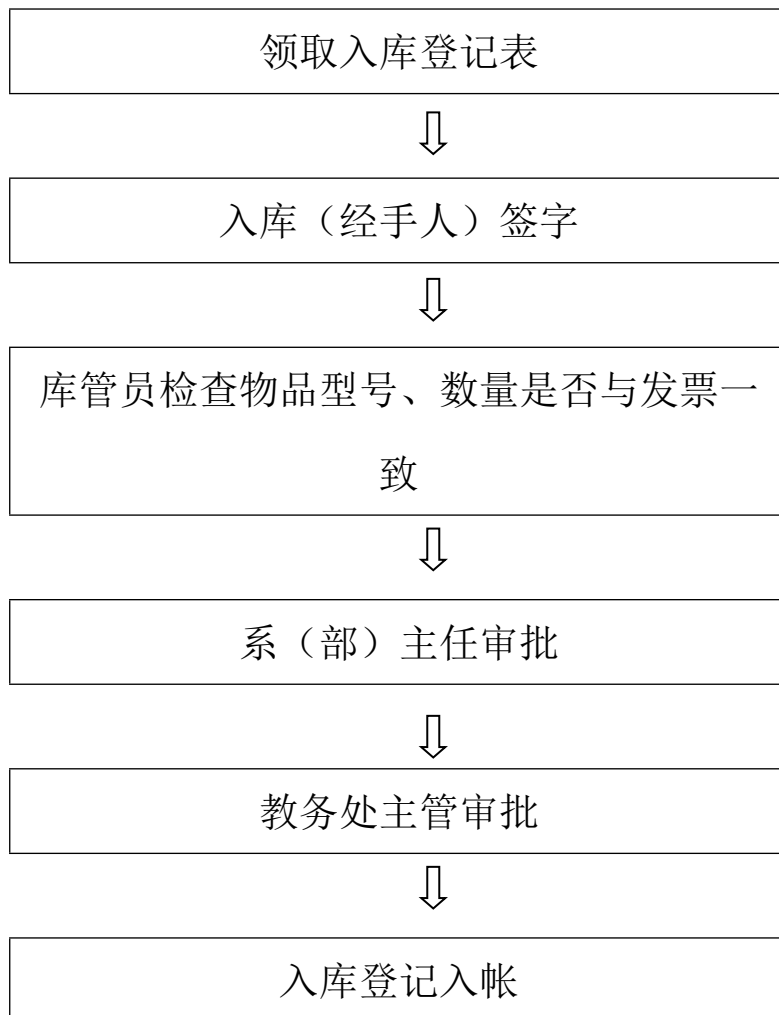 领取入库登记表
入库（经手人）签字
库管员检查物品型号、数量是否与发票一
致
系（部）主任审批
教务处主管审批
入库登记入帐